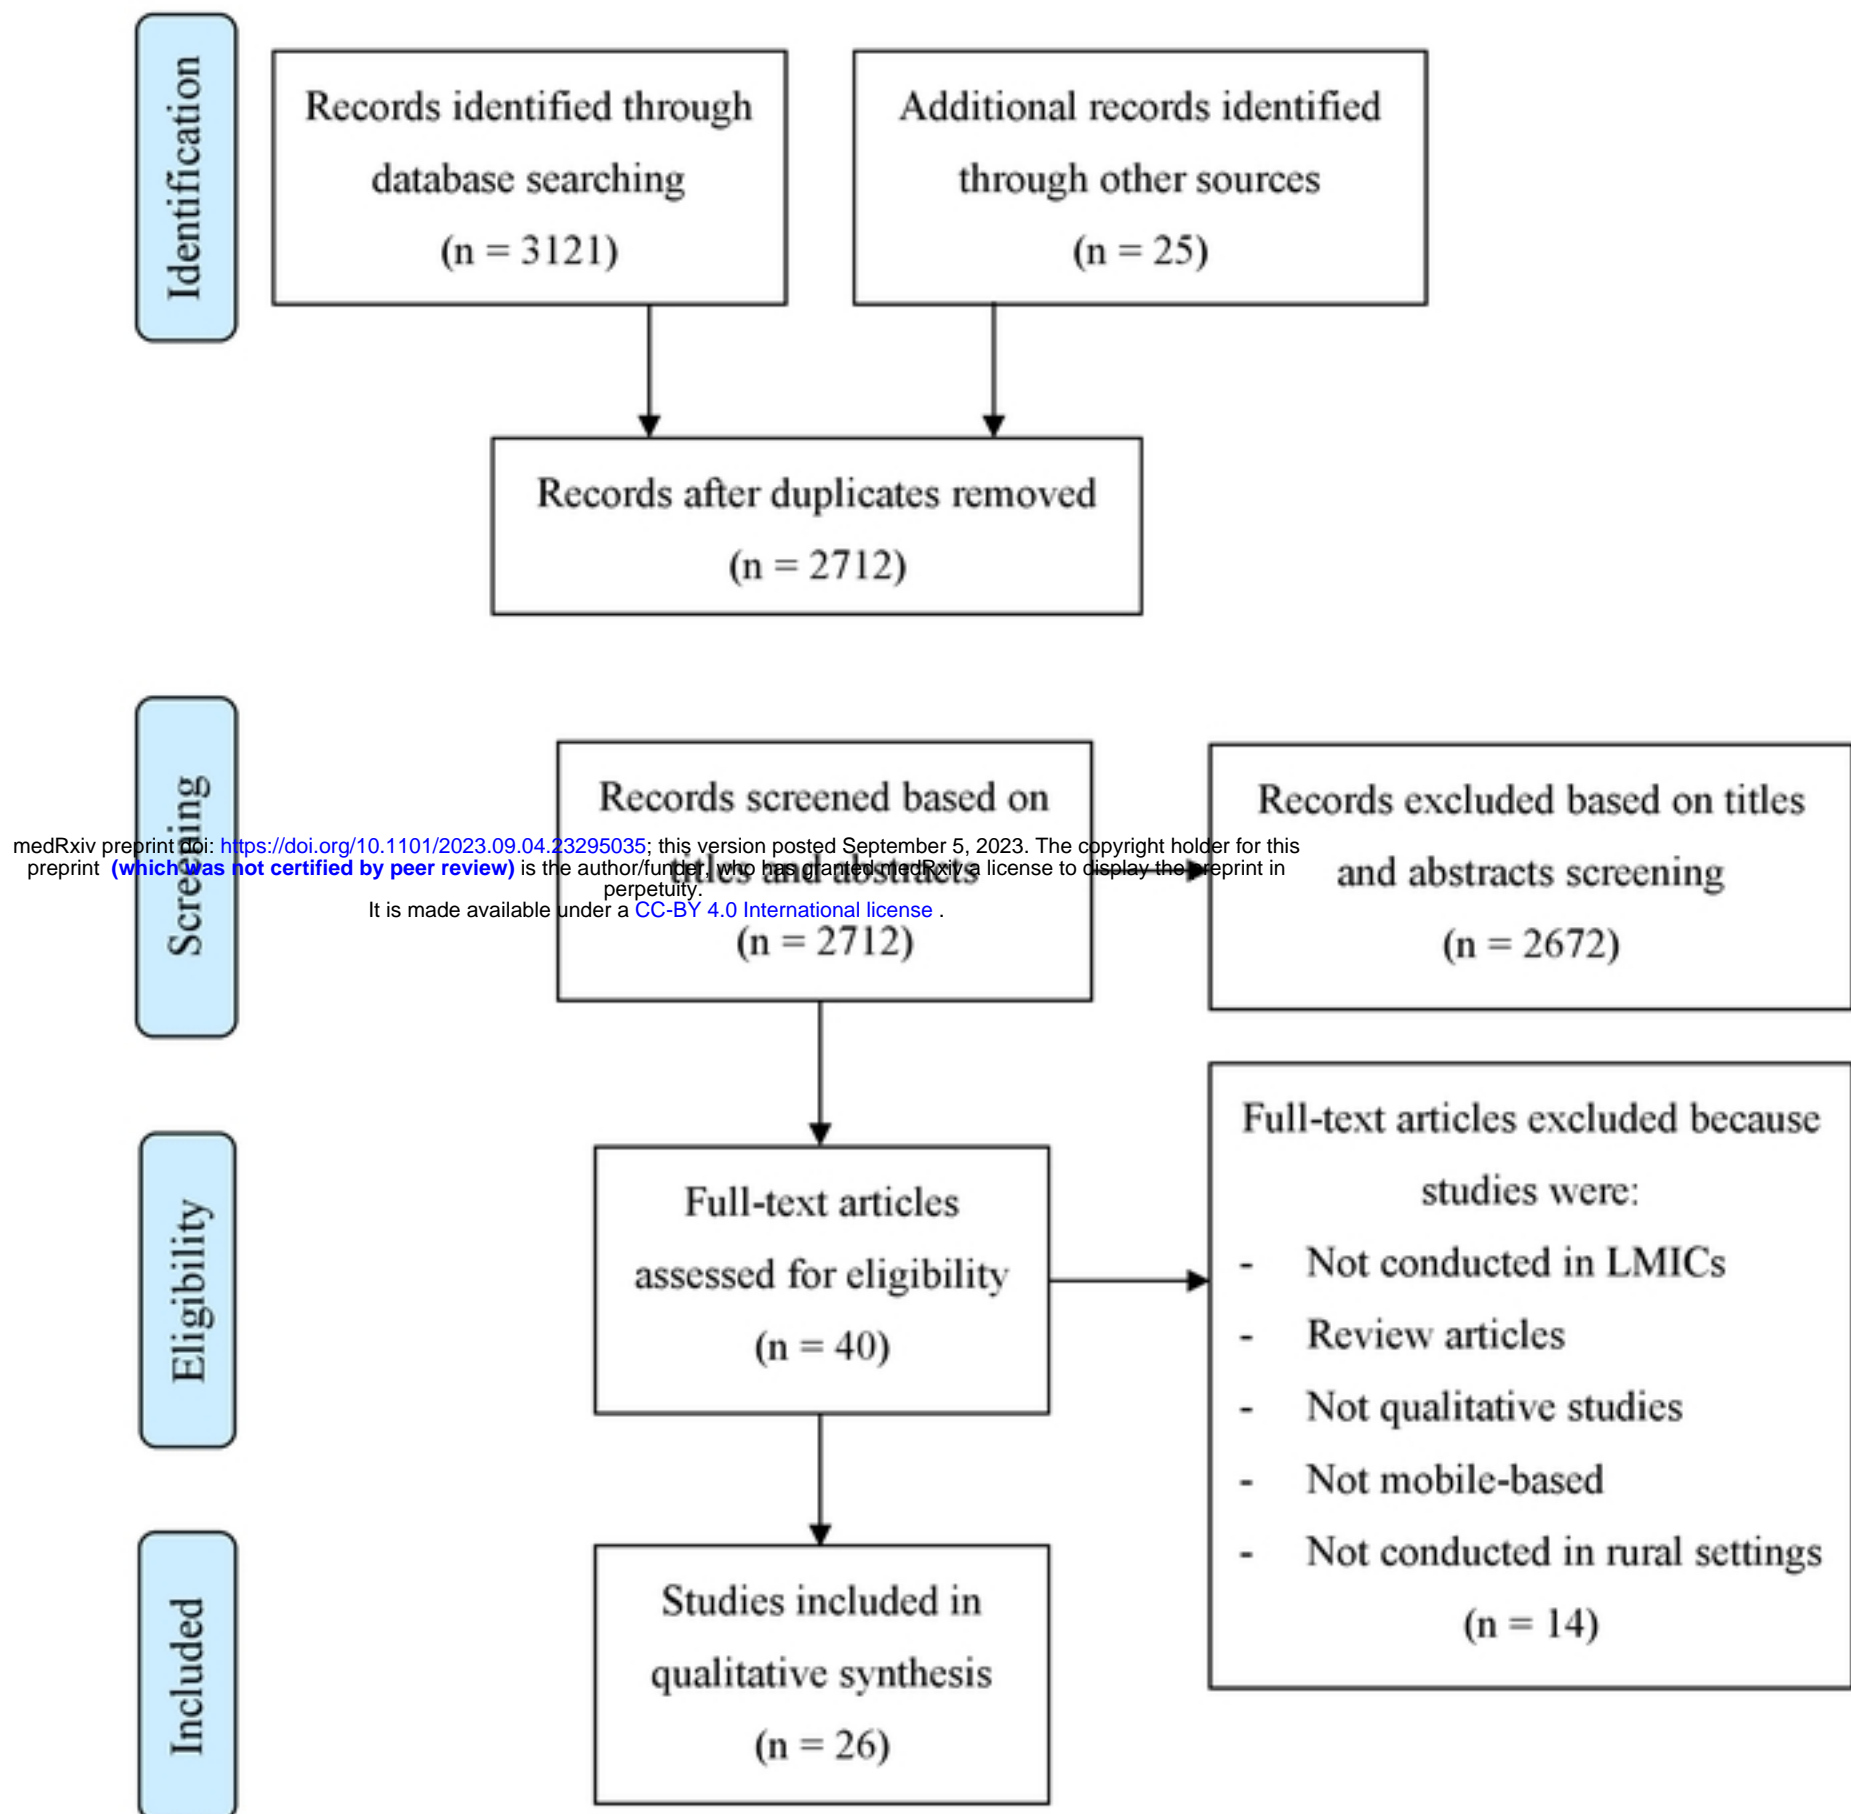 Identification
Records identified through
database searching
(n = 3121)
Additional records identified
through other sources
(n = 25)
Records after duplicates removed
(n = 2712)
Screening
Records screened based on
titles and abstracts
(n = 2712)
Records excluded based on titles
and abstracts screening
(n = 2672)
medRxiv preprint doi: https://doi.org/10.1101/2023.09.04.23295035; this version posted September 5, 2023. The copyright holder for this
preprint (which was not certified by peer review) is the author/funder, who has granted medRxiv a license to display the preprint in
perpetuity.
It is made available under a CC-BY 4.0 International license .
Eligibility
Full-text articles
assessed for eligibility
(n = 40)
Full-text articles excluded because
studies were:
- Not conducted in LMICs
- Review articles
- Not qualitative studies
- Not mobile-based
- Not conducted in rural settings
(n = 14)
Included
Studies included in
qualitative synthesis
(n = 26)